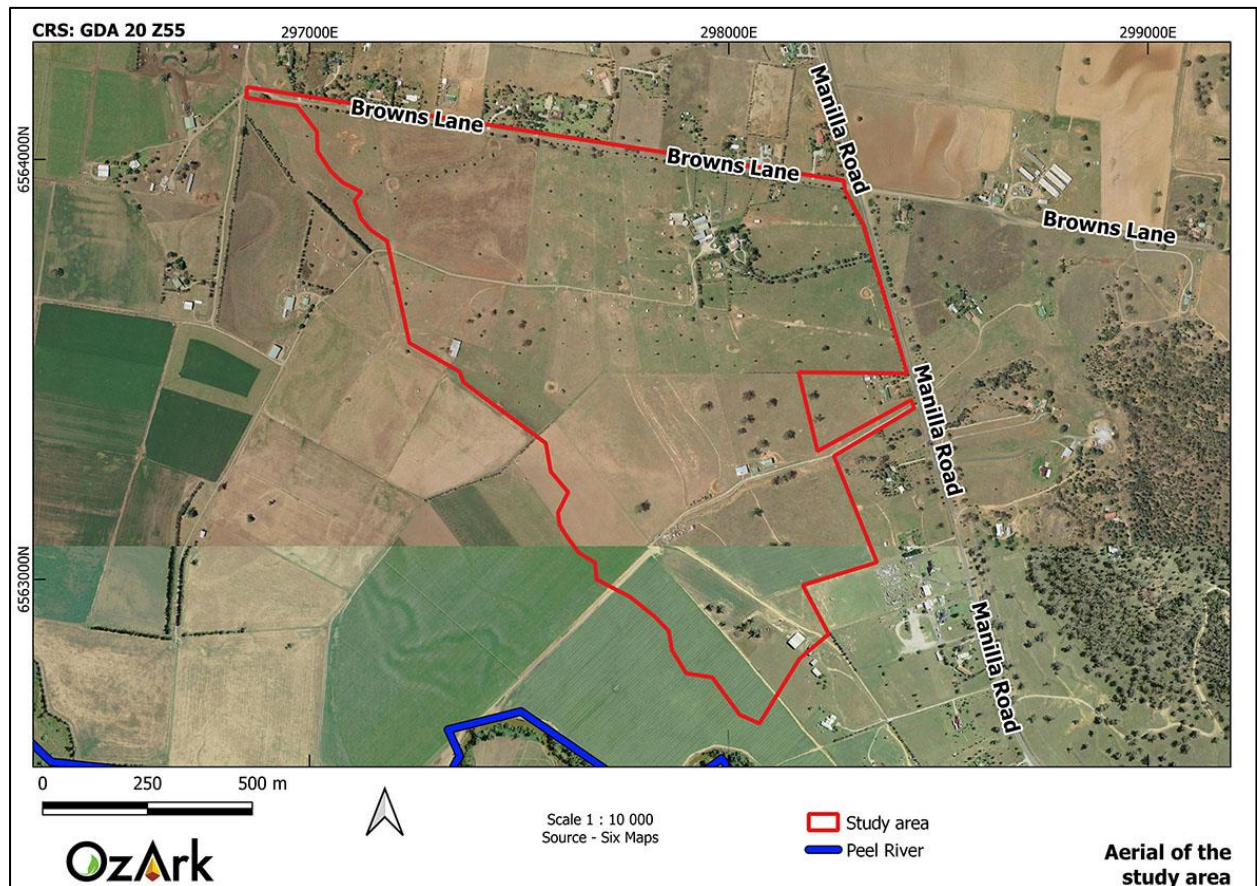 CRS: GDA 20 Z55
297000E
298000E
299000E
6564000N
6563000N
Browns Lane
Browns Lane
Browns Lane
Manilla Road
Manilla Road
Manilla Road
0 250 500 m
Scale 1 : 10 000
Source - Six Maps
Study area
Peel River
OzArk
Aerial of the
study area